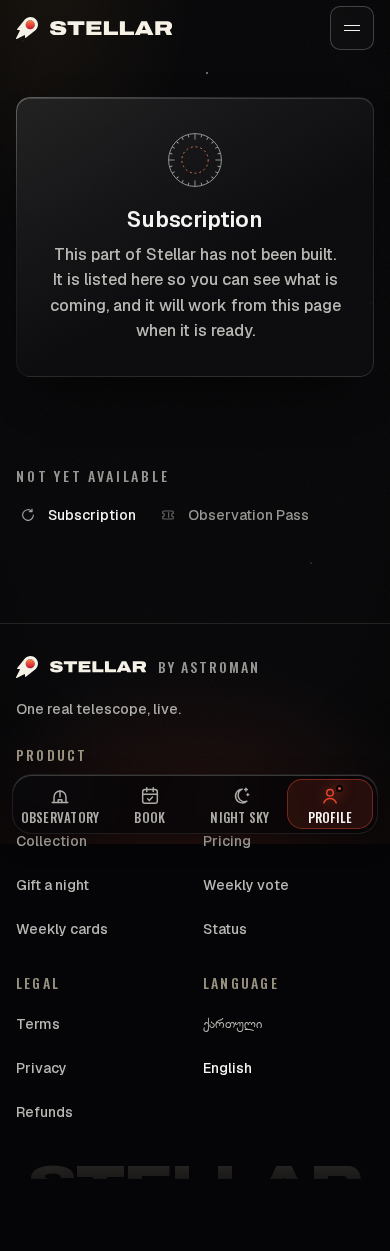 STELLAR
Subscription
This part of Stellar has not been built.
It is listed here so you can see what is
coming, and it will work from this page
when it is ready.
NOT YET AVAILABLE
Subscription
Observation Pass
STELLAR BY ASTROMAN
One real telescope, live.
PRODUCT
OBSERVATORY
BOOK
NIGHT SKY
PROFILE
Collection
Pricing
Gift a night
Weekly vote
Weekly cards
Status
LEGAL
LANGUAGE
Terms
ქართული
Privacy
English
Refunds
STELLAR